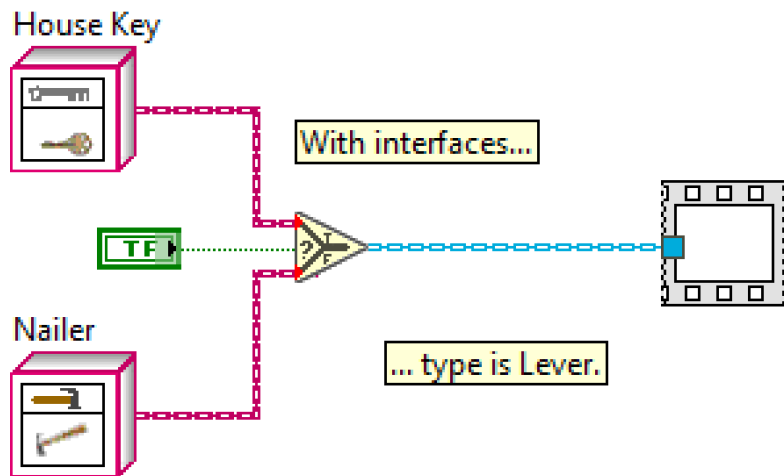 House Key
With interfaces...
TF
?
T
F
Nailer
... type is Lever.